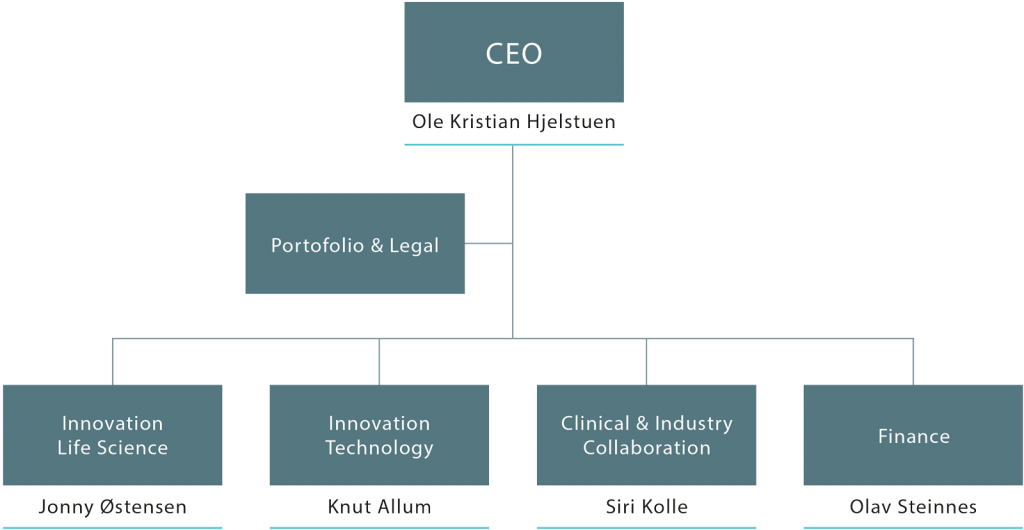 CEO
Ole Kristian Hjelstuen
Portofolio & Legal
Innovation
Life Science
Jonny Østensen
Innovation
Technology
Knut Allum
Clinical & Industry
Collaboration
Siri Kolle
Finance
Olav Steinnes